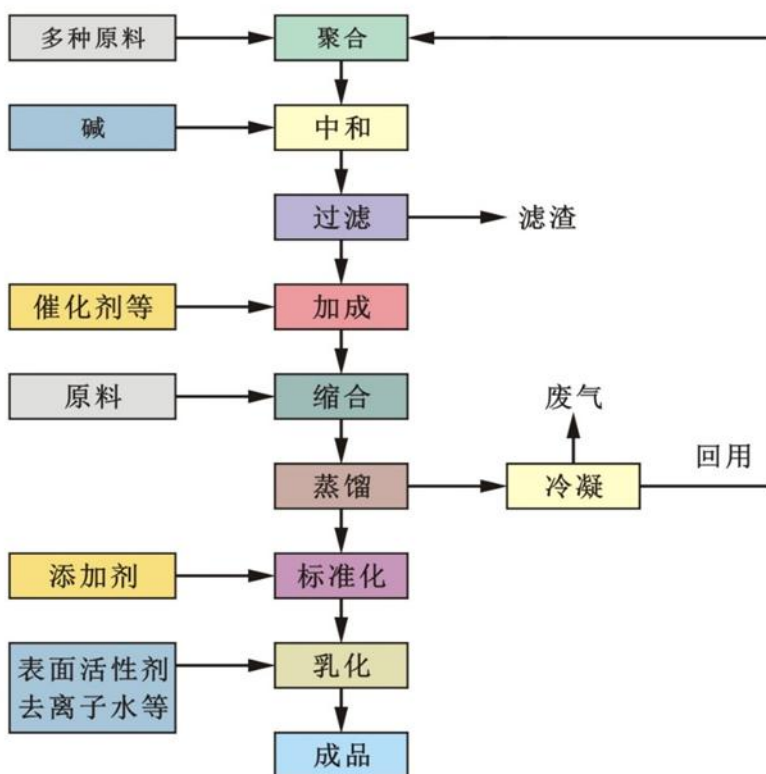 多种原料
聚合
碱
中和
过滤
滤渣
催化剂等
加成
原料
缩合
废气
回用
蒸馏
冷凝
添加剂
标准化
表面活性剂
去离子水等
乳化
成品